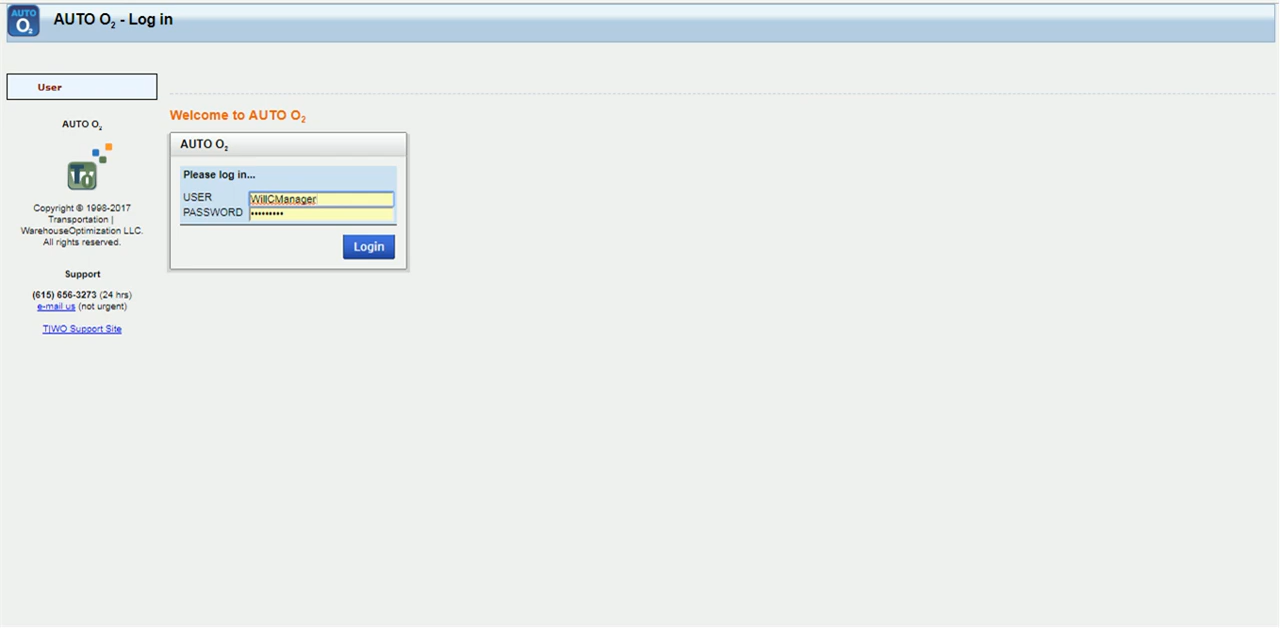 AUTO
O2
AUTO O2 - Log in
User
AUTO O2
TO
Copyright © 1998-2017
Transportation |
WarehouseOptimization LLC.
All rights reserved.
Support
(615) 656-3273 (24 hrs)
e-mail us (not urgent)
TIWO Support Site
Welcome to AUTO O2
AUTO O2
Please log in...
USER WillCManager
PASSWORD •••••••••
Login